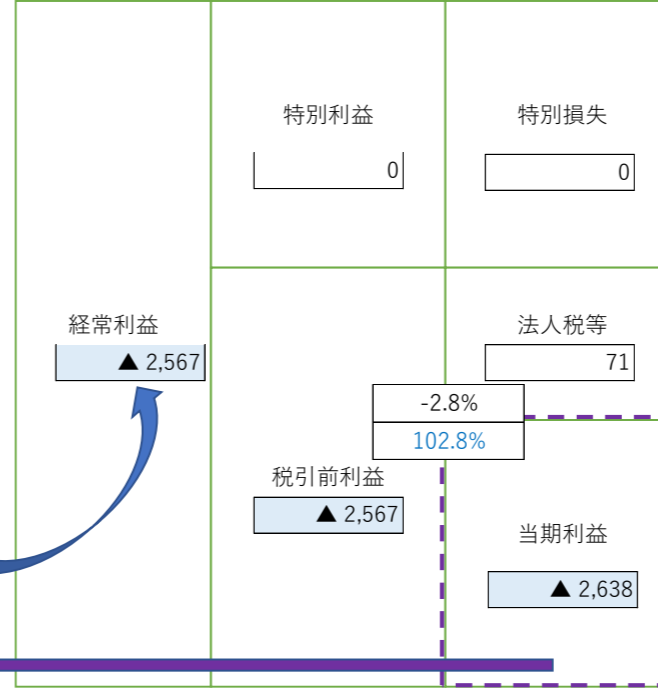 特別利益
特別損失
0
0
経常利益
▲ 2,567
法人税等
71
-2.8%
102.8%
税引前利益
▲ 2,567
当期利益
▲ 2,638